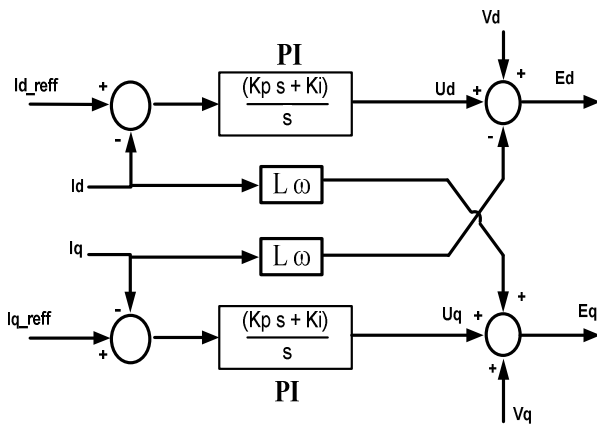 Vd
PI
+
Id_reff
+
(Kp s + Ki)
s
Ud
+
Ed
-
-
Id
L ω
Iq
L ω
-
+
Iq_reff
+
(Kp s + Ki)
s
Uq
+
Eq
PI
+
Vq